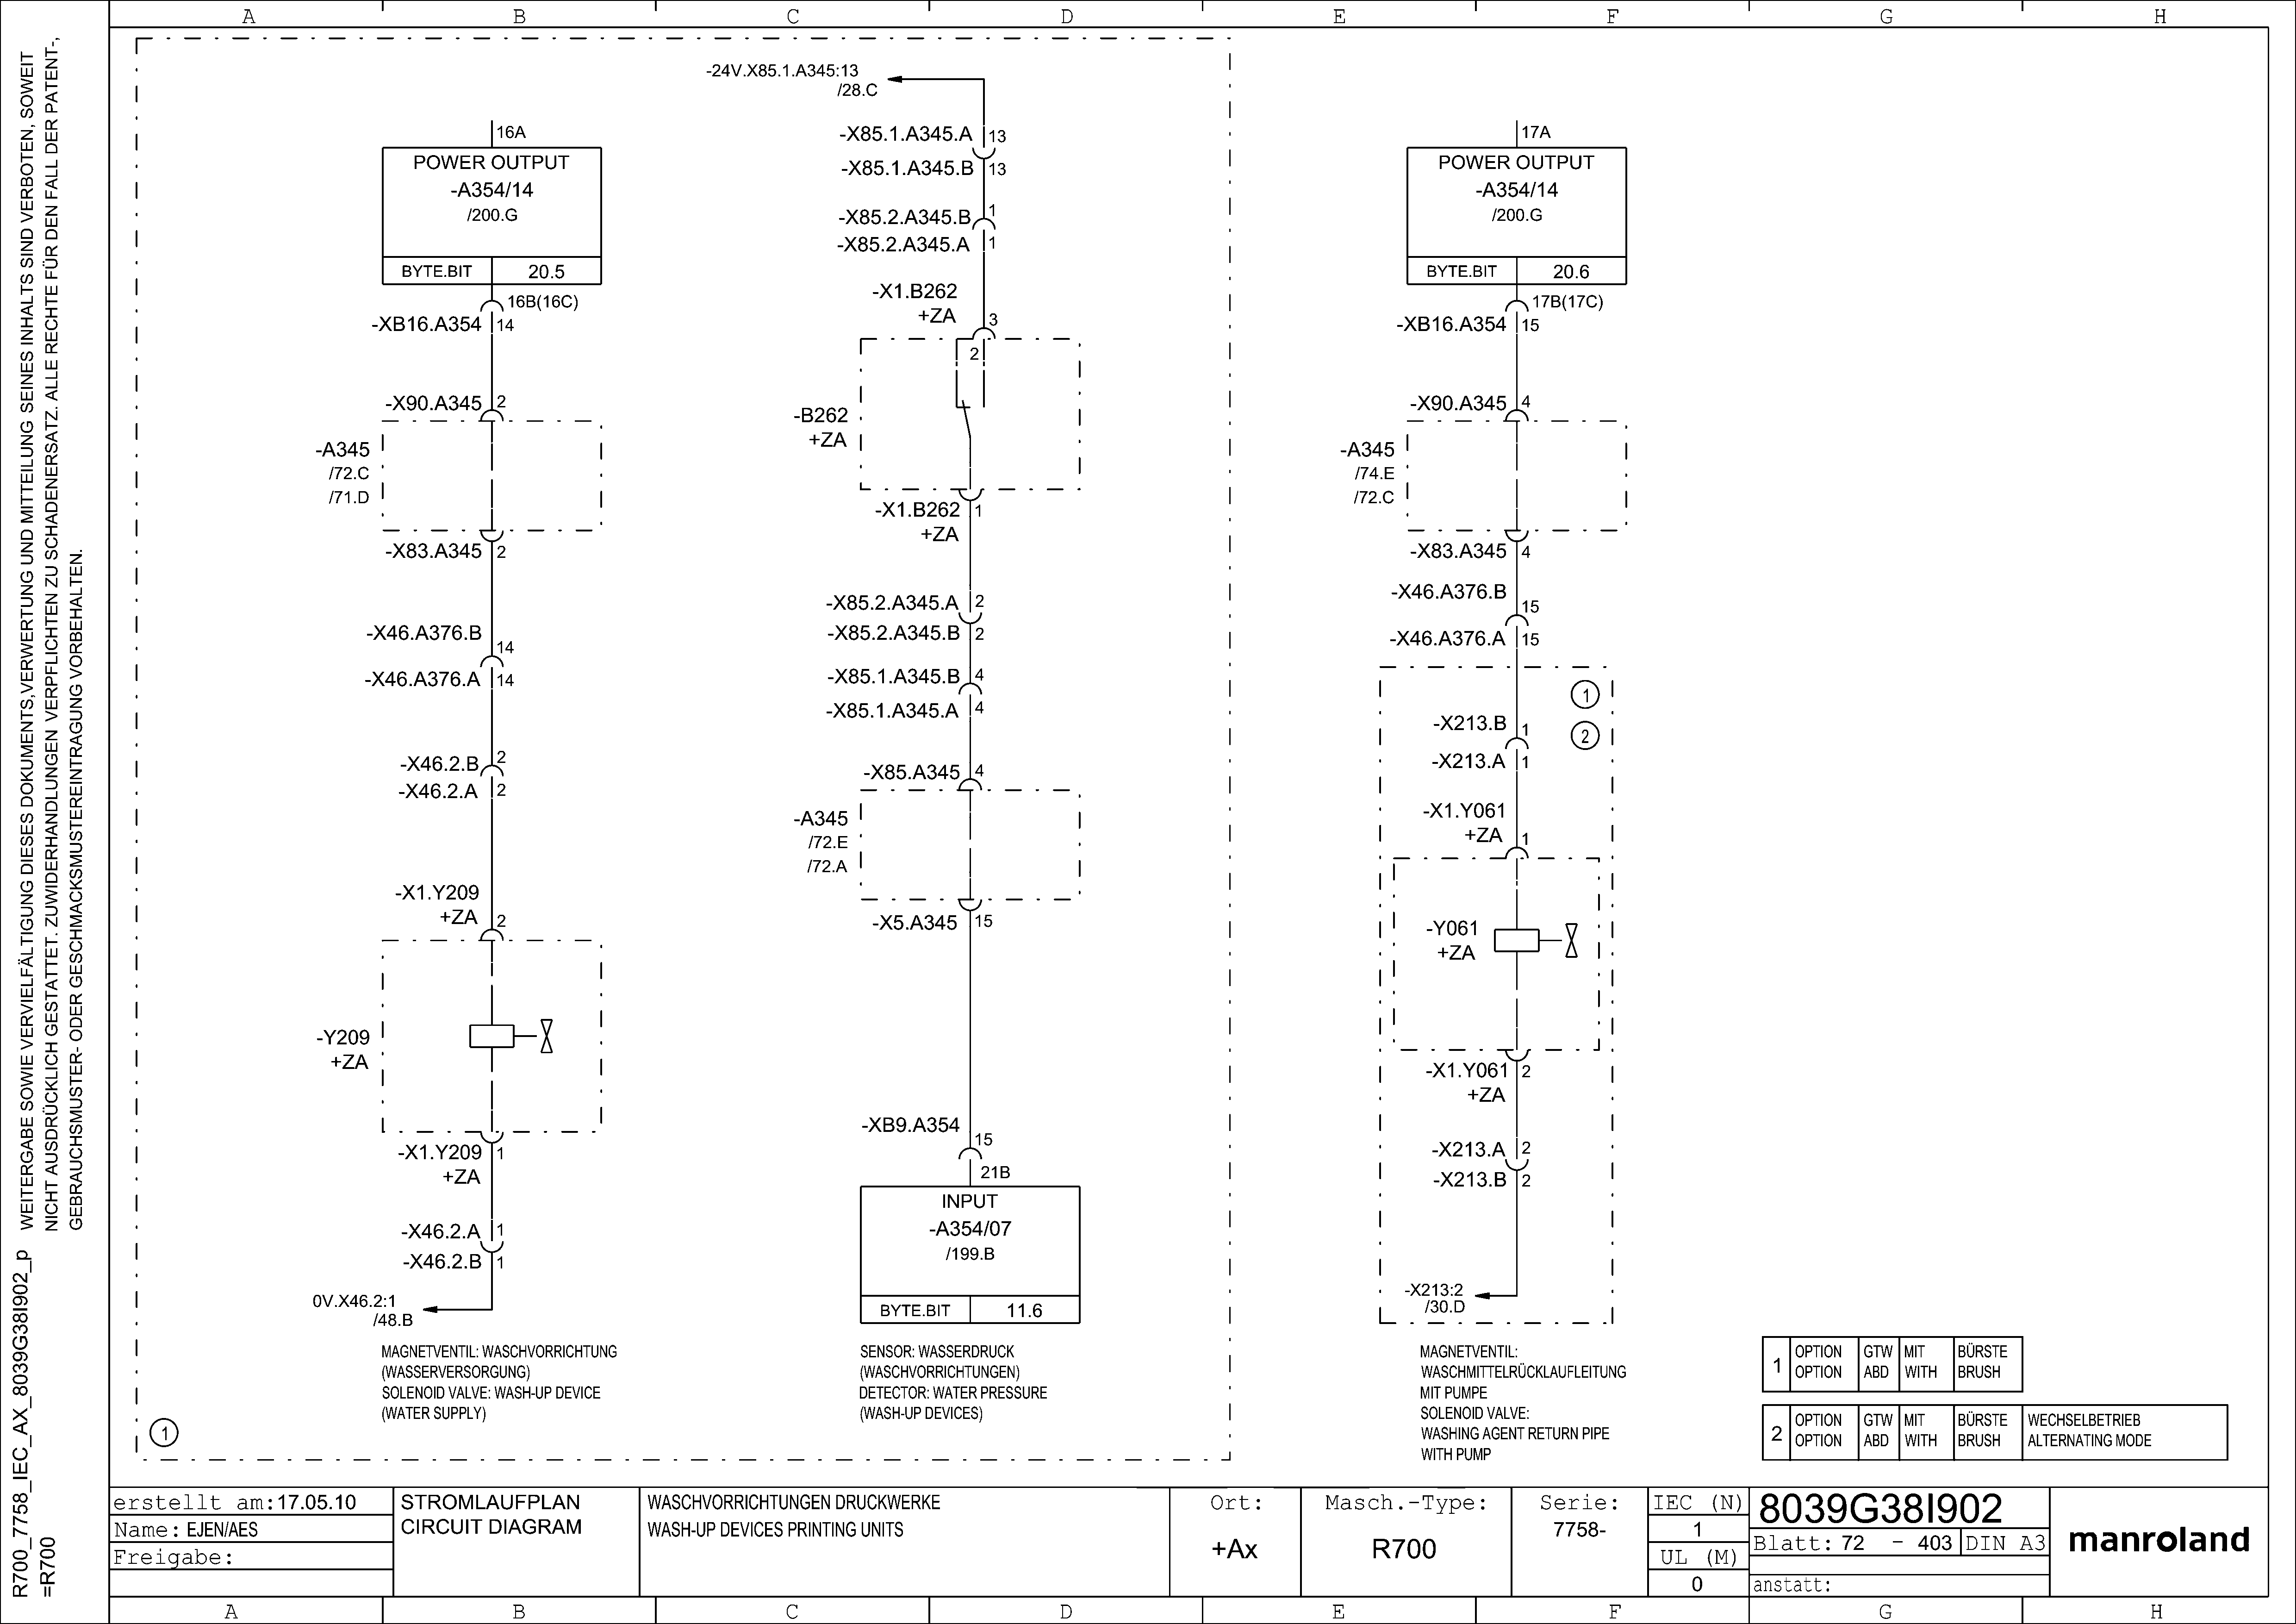 A B C D E F G H
WEITERGABE SOWIE VERVIELFÄLTIGUNG DIESES DOKUMENTS,VERWERTUNG UND MITTEILUNG SEINES INHALTS SIND VERBOTEN, SOWEIT
NICHT AUSDRÜCKLICH GESTATTET. ZUWIDERHANDLUNGEN VERPFLICHTEN ZU SCHADENERSATZ. ALLE RECHTE FÜR DEN FALL DER PATENT-,
GEBRAUCHSMUSTER- ODER GESCHMACKSMUSTEREINTRAGUNG VORBEHALTEN.
R700_7758_IEC_AX_8039G38I902_p
=R700
16A
POWER OUTPUT
-A354/14
/200.G
BYTE.BIT 20.5
16B(16C)
-XB16.A354 14
-X90.A345 2
-A345
/72.C
/71.D
-X83.A345 2
-X46.A376.B
14
-X46.A376.A 14
-X46.2.B 2
-X46.2.A 2
-X1.Y209
+ZA 2
-Y209
+ZA
-X1.Y209 1
+ZA
-X46.2.A 1
-X46.2.B 1
0V.X46.2:1
/48.B
MAGNETVENTIL: WASCHVORRICHTUNG
(WASSERVERSORGUNG)
SOLENOID VALVE: WASH-UP DEVICE
(WATER SUPPLY)
1
-24V.X85.1.A345:13
/28.C
-X85.1.A345.A 13
-X85.1.A345.B 13
-X85.2.A345.B 1
-X85.2.A345.A 1
-X1.B262
+ZA 3
2
-B262
+ZA
-X1.B262 1
+ZA
-X85.2.A345.A 2
-X85.2.A345.B 2
-X85.1.A345.B 4
-X85.1.A345.A 4
-X85.A345 4
-A345
/72.E
/72.A
-X5.A345 15
-XB9.A354
15
21B
INPUT
-A354/07
/199.B
BYTE.BIT 11.6
SENSOR: WASSERDRUCK
(WASCHVORRICHTUNGEN)
DETECTOR: WATER PRESSURE
(WASH-UP DEVICES)
17A
POWER OUTPUT
-A354/14
/200.G
BYTE.BIT 20.6
17B(17C)
-XB16.A354 15
-X90.A345 4
-A345
/74.E
/72.C
-X83.A345 4
-X46.A376.B
15
-X46.A376.A 15
1
2
-X213.B 1
-X213.A 1
-X1.Y061
+ZA 1
-Y061
+ZA
-X1.Y061 2
+ZA
-X213.A 2
-X213.B 2
-X213:2
/30.D
MAGNETVENTIL:
WASCHMITTELRÜCKLAUFLEITUNG
MIT PUMPE
SOLENOID VALVE:
WASHING AGENT RETURN PIPE
WITH PUMP
1 OPTION GTW MIT BÜRSTE
OPTION ABD WITH BRUSH
2 OPTION GTW MIT BÜRSTE WECHSELBETRIEB
OPTION ABD WITH BRUSH ALTERNATING MODE
erstellt am:17.05.10
Name: EJEN/AES
Freigabe:
STROMLAUFPLAN
CIRCUIT DIAGRAM
WASCHVORRICHTUNGEN DRUCKWERKE
WASH-UP DEVICES PRINTING UNITS
Ort:
+Ax
Masch.-Type:
R700
Serie:
7758-
IEC (N)
1
UL (M)
0
8039G38I902
Blatt: 72 - 403 DIN A3
anstatt:
manroland
A B C D E F G H